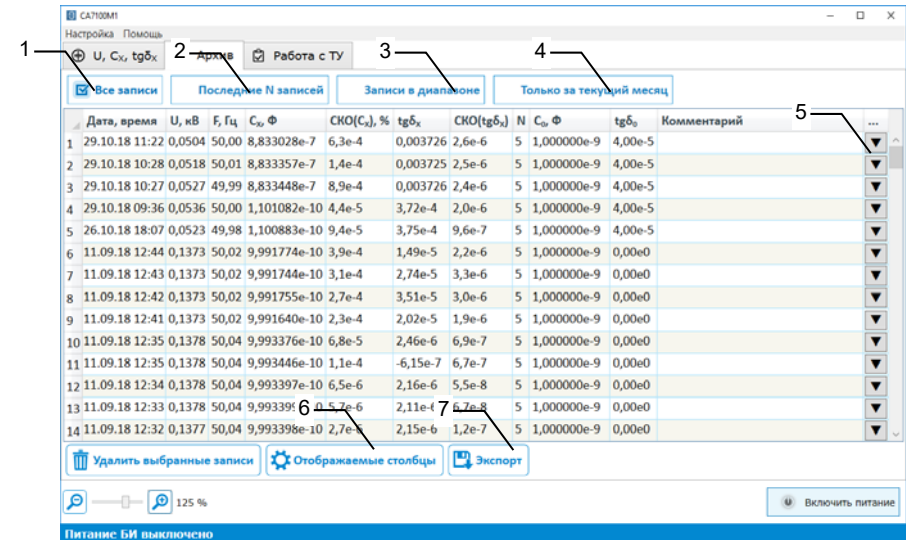 CA7100M1
Настройка Помощь
1 U, Cₓ, tgδₓ 2 Архив Работа с ТУ 3 4
Все записи Последние N записей Записи в диапазоне Только за текущий месяц
Дата, время U, кВ F, Гц Cₓ, Ф СКО(Cₓ), % tgδₓ СКО(tgδₓ) N C₀, Ф tgδ₀ Комментарий 5 ...
1 29.10.18 11:22 0,0504 50,00 8,833028e-7 6,3e-4 0,003726 2,6e-6 5 1,000000e-9 4,00e-5
2 29.10.18 10:28 0,0518 50,01 8,833357e-7 1,4e-4 0,003725 2,5e-6 5 1,000000e-9 4,00e-5
3 29.10.18 10:27 0,0527 49,99 8,833448e-7 8,9e-4 0,003726 2,4e-6 5 1,000000e-9 4,00e-5
4 29.10.18 09:36 0,0536 50,00 1,101082e-10 4,4e-5 3,72e-4 2,0e-6 5 1,000000e-9 4,00e-5
5 26.10.18 18:07 0,0523 49,98 1,100883e-10 9,4e-5 3,75e-4 9,6e-7 5 1,000000e-9 4,00e-5
6 11.09.18 12:44 0,1373 50,02 9,991774e-10 3,9e-4 1,49e-5 2,2e-6 5 1,000000e-9 0,00e0
7 11.09.18 12:43 0,1373 50,02 9,991744e-10 3,1e-4 2,74e-5 3,3e-6 5 1,000000e-9 0,00e0
8 11.09.18 12:42 0,1373 50,02 9,991755e-10 2,7e-4 3,51e-5 3,0e-6 5 1,000000e-9 0,00e0
9 11.09.18 12:41 0,1373 50,02 9,991640e-10 2,3e-4 2,02e-5 1,9e-6 5 1,000000e-9 0,00e0
10 11.09.18 12:35 0,1378 50,04 9,993376e-10 6,8e-5 2,46e-6 6,9e-7 5 1,000000e-9 0,00e0
11 11.09.18 12:35 0,1378 50,04 9,993446e-10 1,1e-4 -6,15e-7 6,7e-7 5 1,000000e-9 0,00e0
12 11.09.18 12:34 0,1378 50,04 9,993397e-10 6,5e-6 2,16e-6 5,5e-8 5 1,000000e-9 0,00e0
13 11.09.18 12:33 0,1378 50,04 6 5,7e-6 7 6,7e-8 5 1,000000e-9 0,00e0
14 11.09.18 12:32 0,1377 50,04 9,993398e-10 2,7e-6 2,15e-6 1,2e-7 5 1,000000e-9 0,00e0
Удалить выбранные записи Отображаемые столбцы Экспорт
125 % Включить питание
Питание БИ выключено